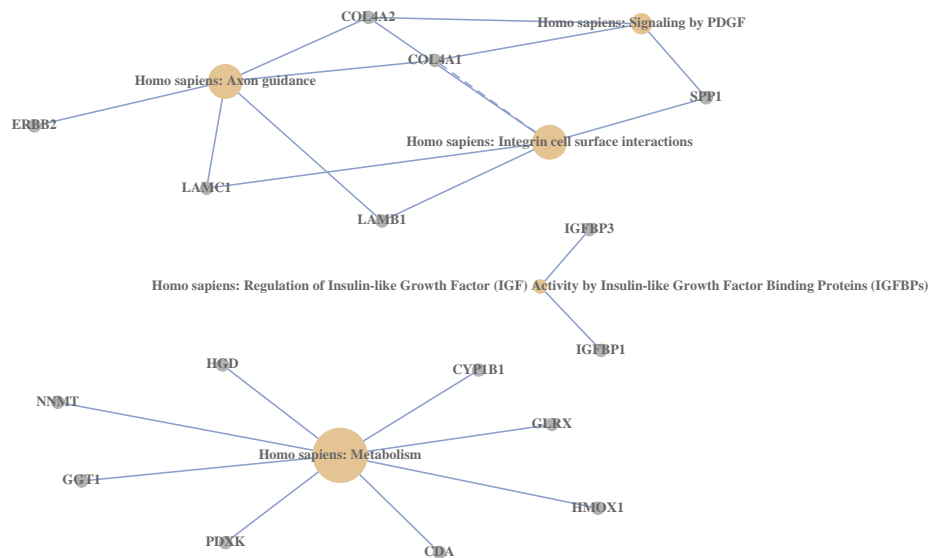 COL4A2
Homo sapiens: Signaling by PDGF
COL4A1
Homo sapiens: Axon guidance
SPP1
ERBB2
Homo sapiens: Integrin cell surface interactions
LAMC1
LAMB1
IGFBP3
Homo sapiens: Regulation of Insulin-like Growth Factor (IGF) Activity by Insulin-like Growth Factor Binding Proteins (IGFBPs)
IGFBP1
HGD
CYP1B1
NNMT
GLRX
Homo sapiens: Metabolism
GGT1
HMOX1
PDXK
CDA